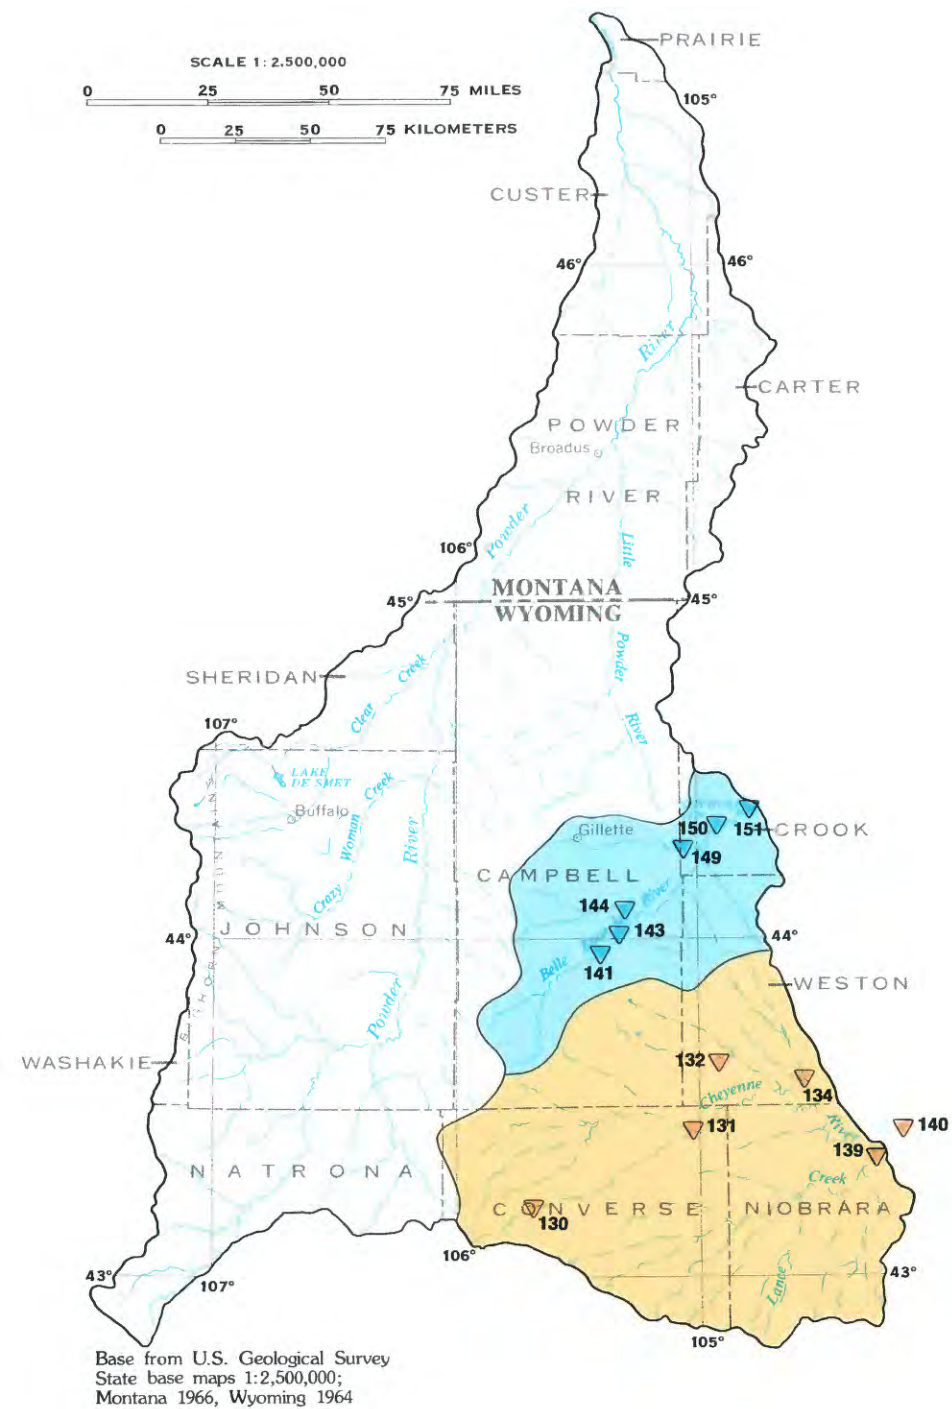 PRAIRIE
SCALE 1:2,500,000
0 25 50 75 MILES
0 25 50 75 KILOMETERS
105°
CUSTER
46° 46°
River
CARTER
POWDER
Broadus
RIVER
Powder
Little
106°
MONTANA
45° 45°
WYOMING
Powder
Creek
SHERIDAN
Clear
River
107°
LAKE
DE SMET
Creek
Buffalo
Woman
River
Crazy
BIGHORN MOUNTAINS
Gillette
150 151 CROOK
149
CAMPBELL
River
144
143
JOHNSON
44° 44°
141
Belle
WESTON
Powder
WASHAKIE
132
134
Cheyenne
131
River
140
139
Creek
NATRONA
CONVERSE NIOBRARA
130
106°
43° 43°
107°
Lance
105°
Base from U.S. Geological Survey
State base maps 1:2,500,000;
Montana 1966, Wyoming 1964